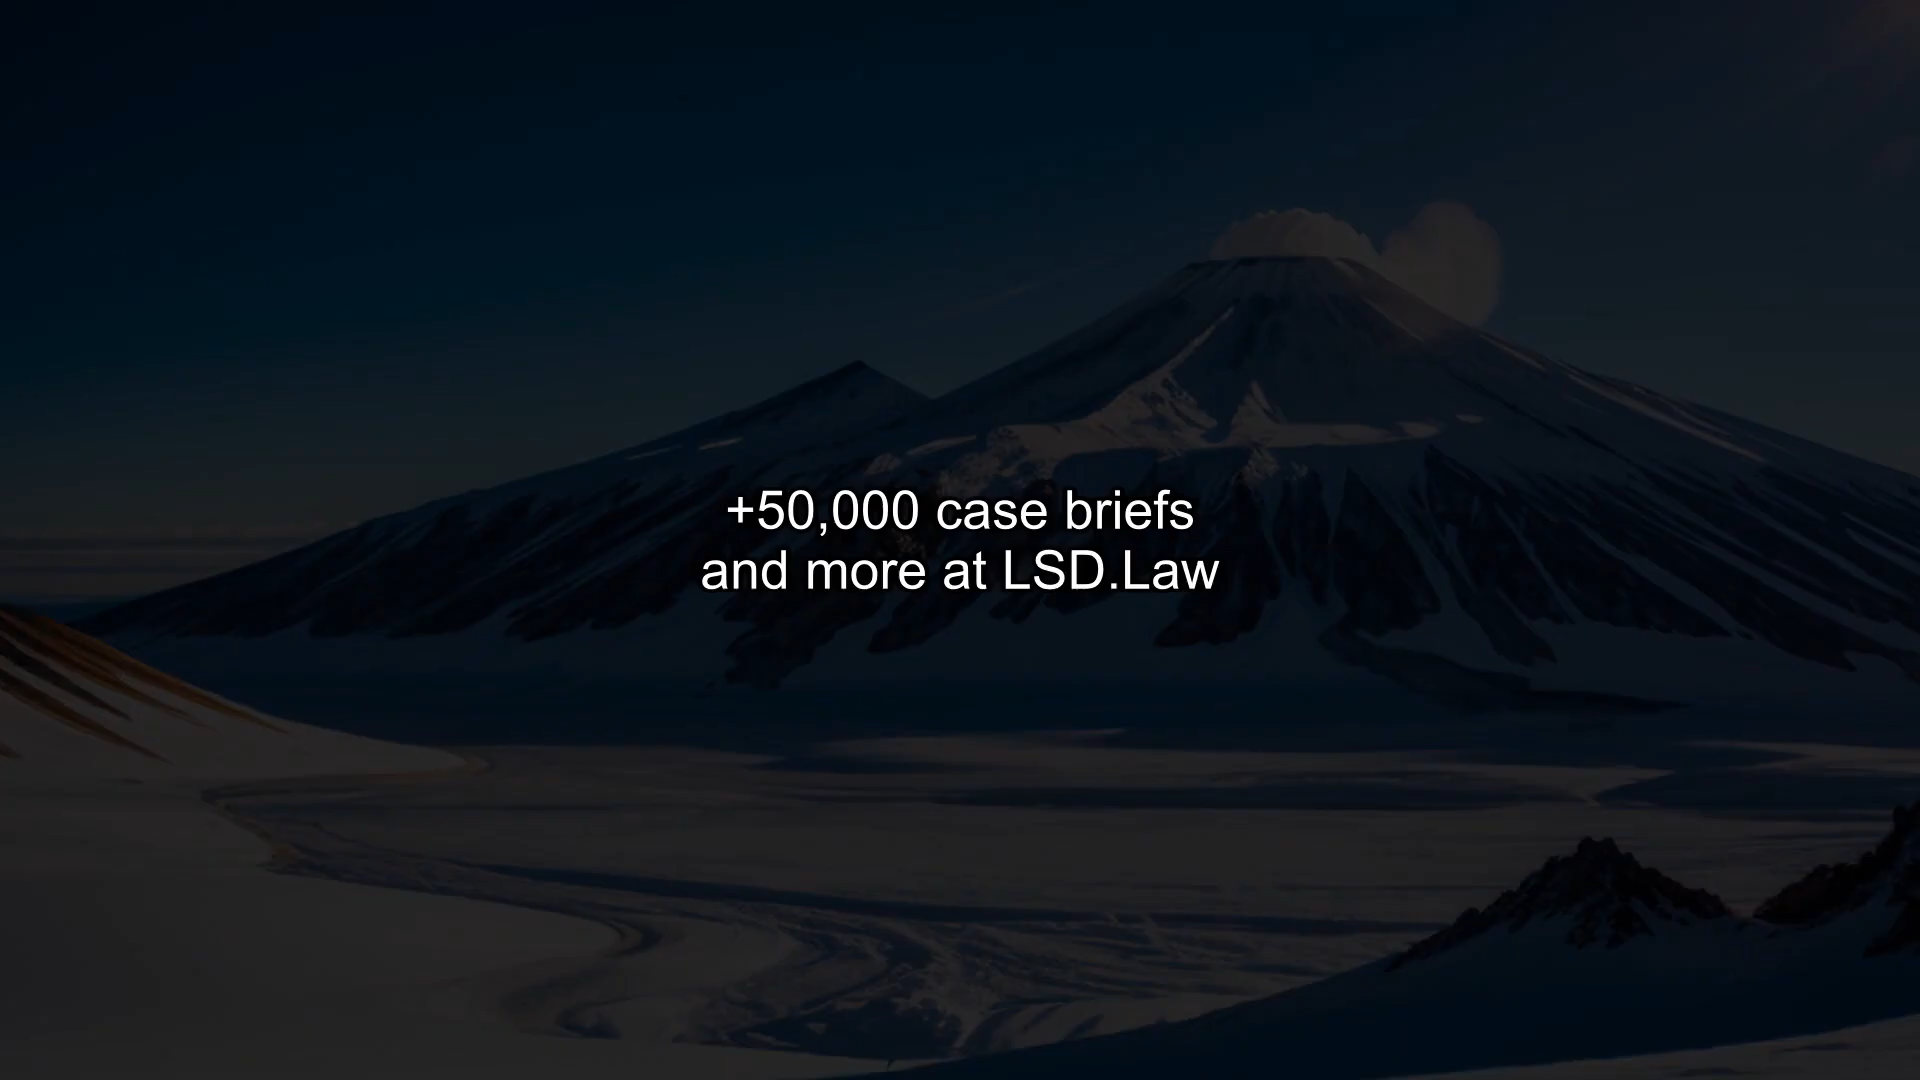 +50,000 case briefs
and more at LSD.Law